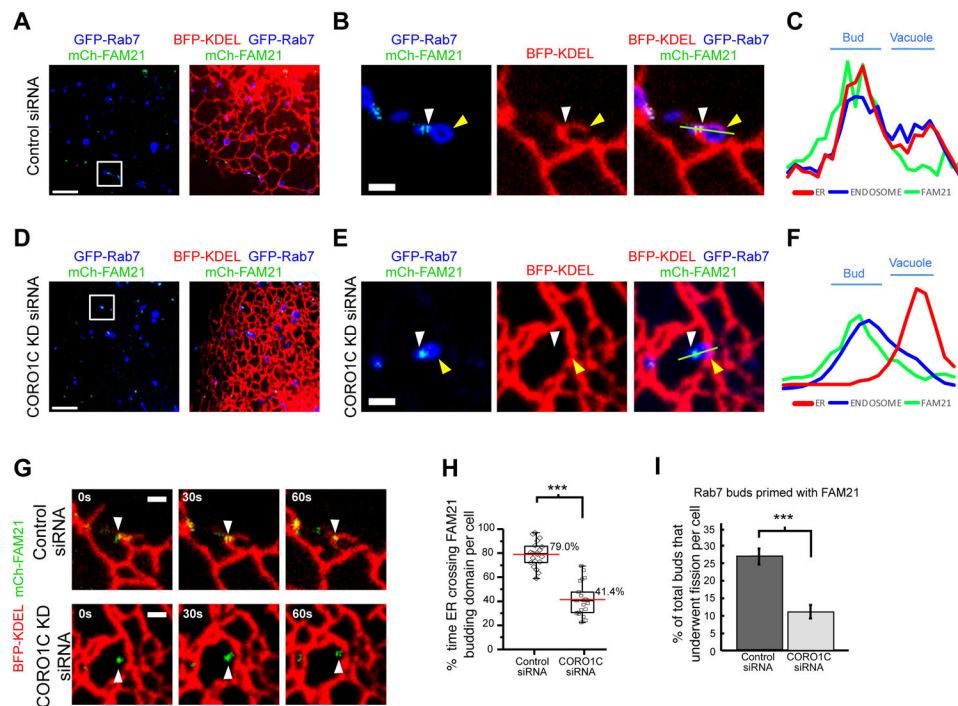 A
GFP-Rab7 BFP-KDEL GFP-Rab7
mCh-FAM21 mCh-FAM21
Control siRNA
B
GFP-Rab7 BFP-KDEL BFP-KDEL GFP-Rab7
mCh-FAM21 mCh-FAM21
C
Bud Vacuole
ER ENDOSOME FAM21
D
GFP-Rab7 BFP-KDEL GFP-Rab7
mCh-FAM21 mCh-FAM21
CORO1C KD siRNA
E
GFP-Rab7 BFP-KDEL BFP-KDEL GFP-Rab7
mCh-FAM21 mCh-FAM21
CORO1C KD siRNA
F
Vacuole
Bud
ER ENDOSOME FAM21
G
BFP-KDEL mCh-FAM21
Control
siRNA
0s 30s 60s
CORO1C KD
siRNA
0s 30s 60s
H
***
% time ER crossing FAM21
budding domain per cell
100
80
60
40
20
0
79.0%
41.4%
Control CORO1C
siRNA siRNA
I
Rab7 buds primed with FAM21
***
% of total buds that
underwent fission per cell
35
30
25
20
15
10
5
0
Control CORO1C
siRNA siRNA